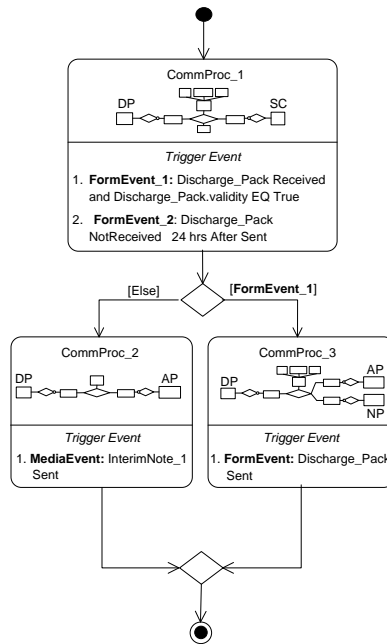 CommProc_1
DP SC
Trigger Event
1. FormEvent_1: Discharge_Pack Received
and Discharge_Pack.validity EQ True
2. FormEvent_2: Discharge_Pack
NotReceived 24 hrs After Sent
[Else] [FormEvent_1]
CommProc_2
DP AP
Trigger Event
1. MediaEvent: InterimNote_1
Sent
CommProc_3
DP AP
NP
Trigger Event
1. FormEvent: Discharge_Pack
Sent